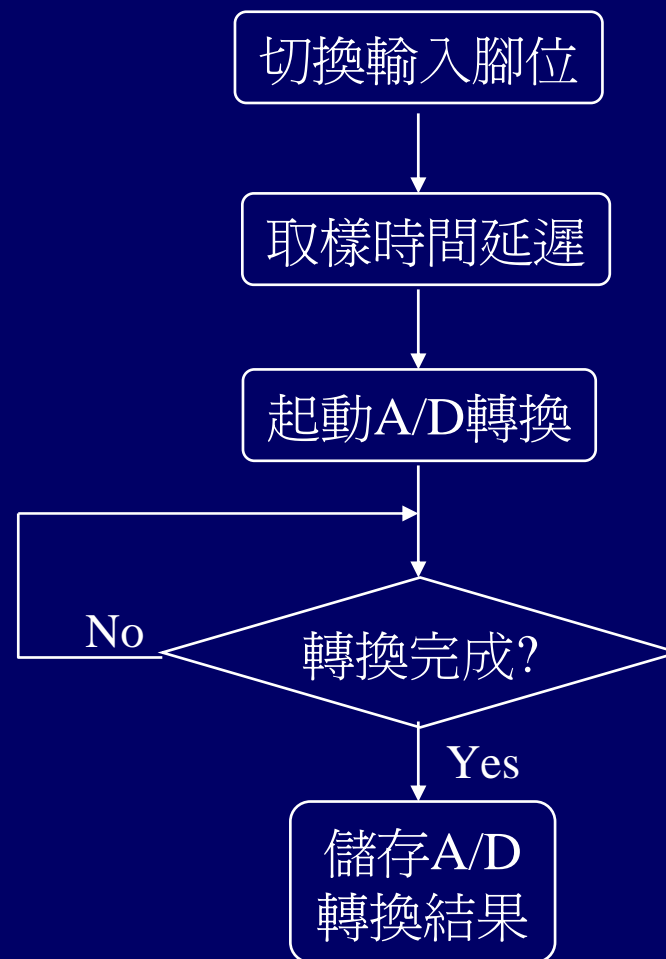 切換輸入腳位
取樣時間延遲
起動A/D轉換
No
轉換完成?
Yes
儲存A/D
轉換結果